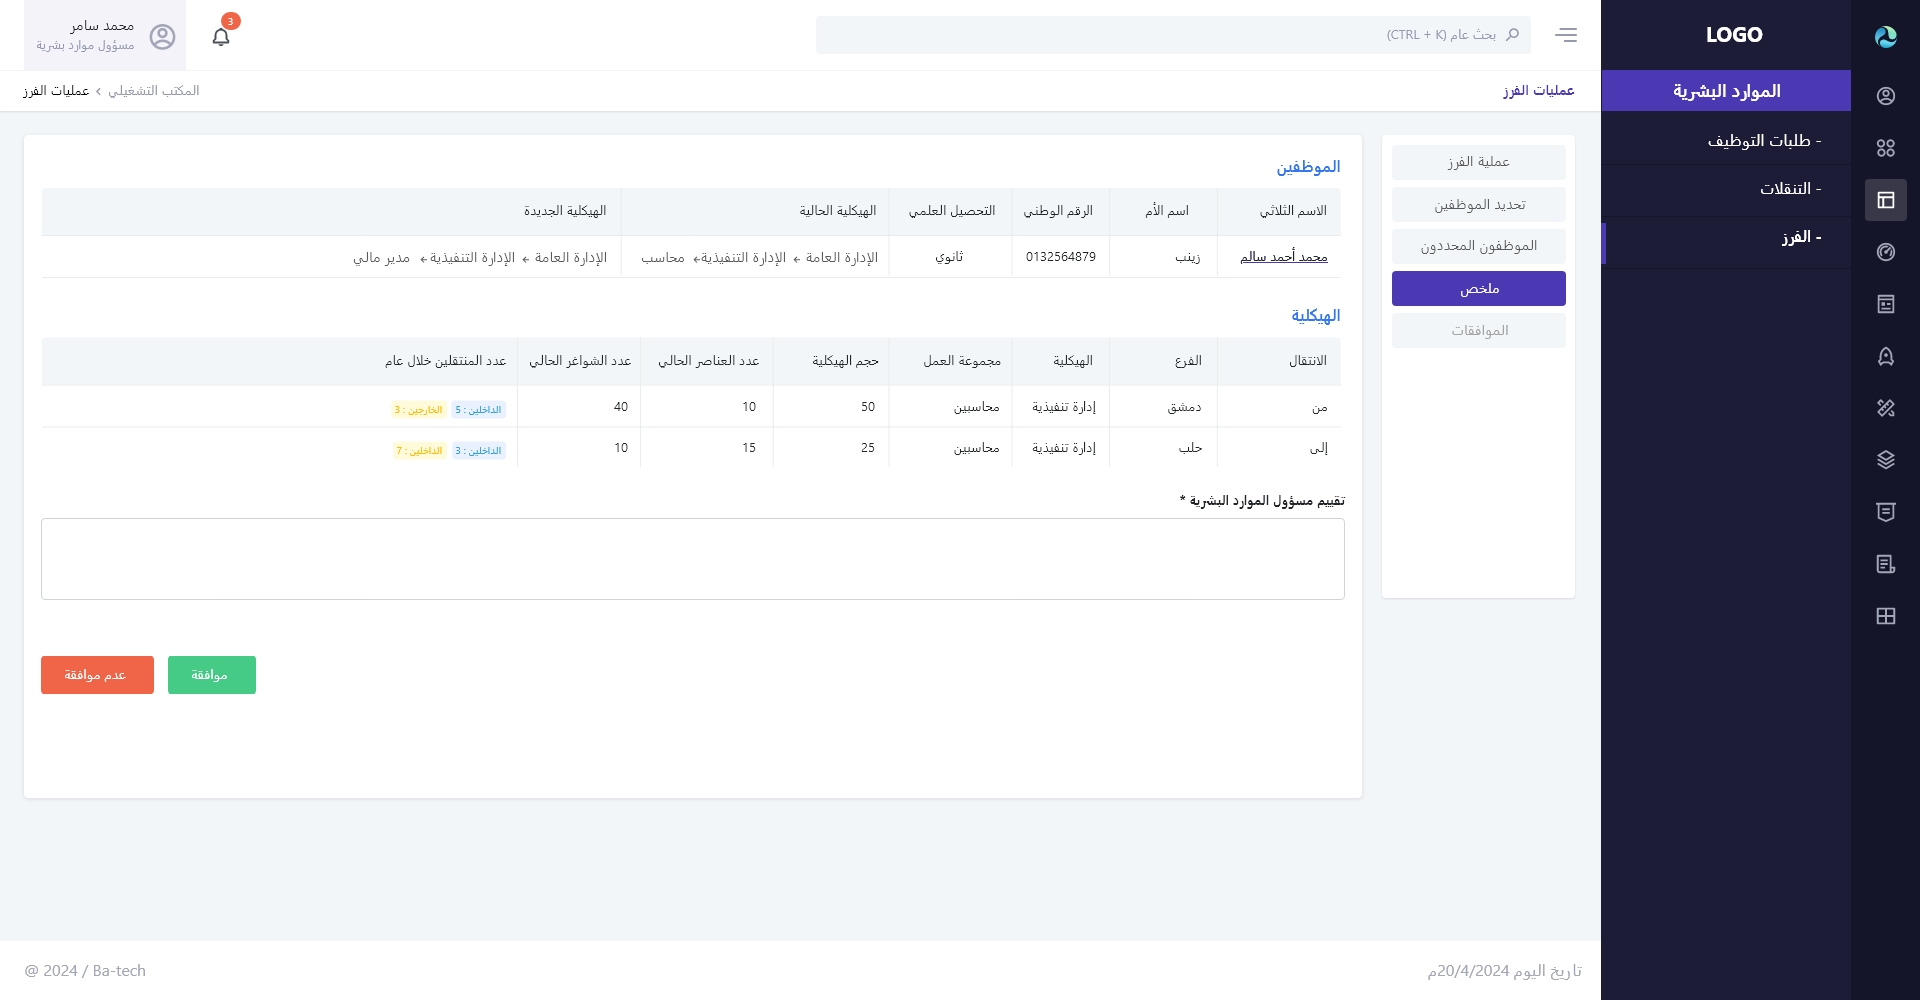 LOGO
الموارد البشرية
- طلبات التوظيف
- التنقلات
- الفرز
بحث عام (CTRL + K)
3
محمد سامر
مسؤول موارد بشرية
عمليات الفرز
المكتب التشغيلي › عمليات الفرز
عملية الفرز
تحديد الموظفين
الموظفون المحددون
ملخص
الموافقات
الموظفين
الاسم الثلاثي اسم الأم الرقم الوطني التحصيل العلمي الهيكلية الحالية الهيكلية الجديدة
محمد أحمد سالم زينب 0132564879 ثانوي الإدارة العامة ← الإدارة التنفيذية← محاسب الإدارة العامة ← الإدارة التنفيذية← مدير مالي
الهيكلية
الانتقال الفرع الهيكلية مجموعة العمل حجم الهيكلية عدد العناصر الحالي عدد الشواغر الحالي عدد المنتقلين خلال عام
من دمشق إدارة تنفيذية محاسبين 50 10 40 الداخلين : 5 الخارجين : 3
إلى حلب إدارة تنفيذية محاسبين 25 15 10 الداخلين : 3 الداخلين : 7
تقييم مسؤول الموارد البشرية *
موافقة
عدم موافقة
تاريخ اليوم 20/4/2024م
@ 2024 / Ba-tech